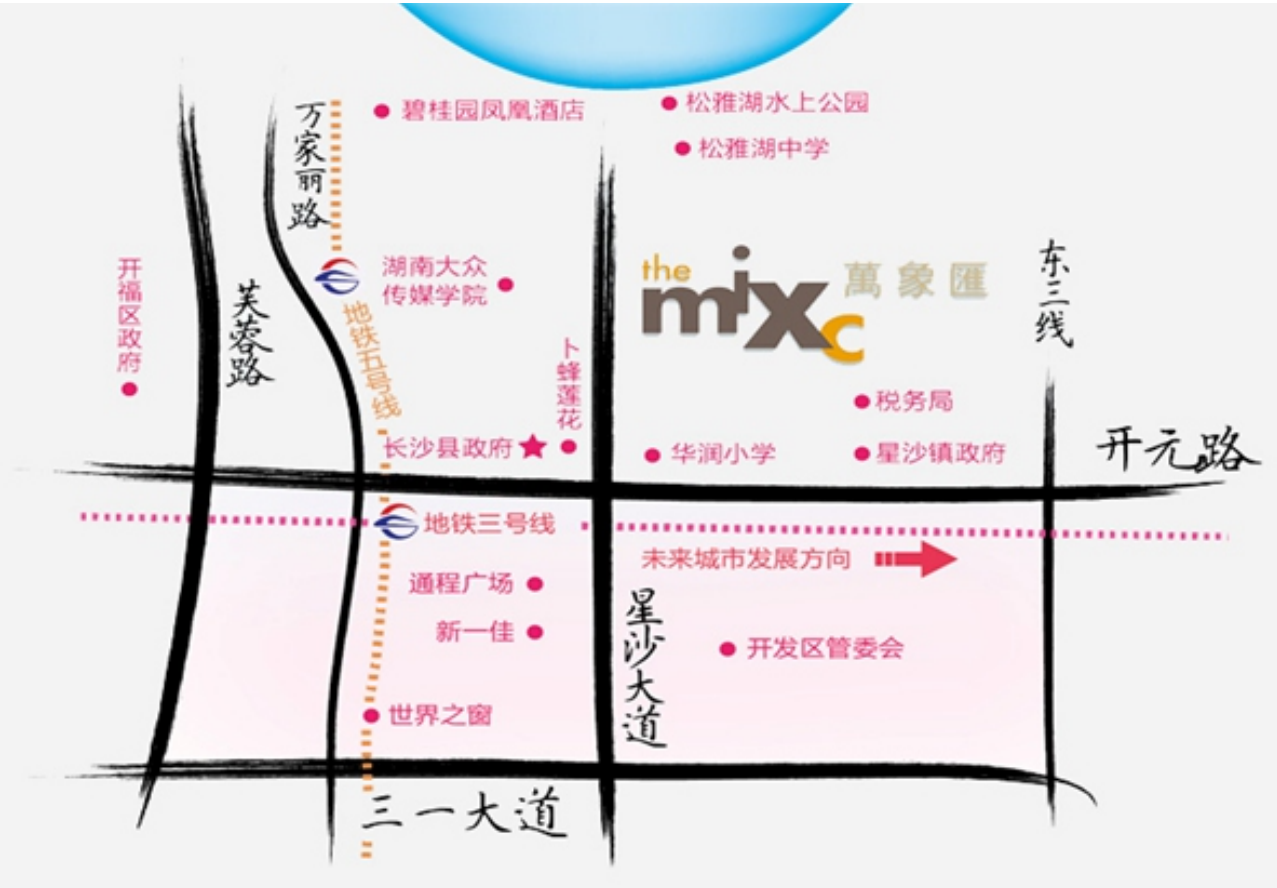 万家丽路
碧桂园凤凰酒店
松雅湖水上公园
松雅湖中学
开福区政府
芙蓉路
湖南大众
传媒学院
地铁五号线
the
mixc
萬象匯
东三线
卜蜂莲花
税务局
长沙县政府
华润小学
星沙镇政府
开元路
地铁三号线
未来城市发展方向
通程广场
新一佳
星沙大道
开发区管委会
世界之窗
三一大道